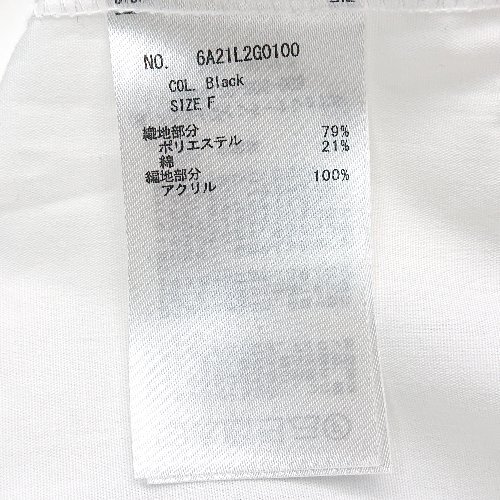 NO. 6A21L2G0100
COL. Black
SIZE F
織地部分
ポリエステル 79%
綿 21%
編地部分
アクリル 100%